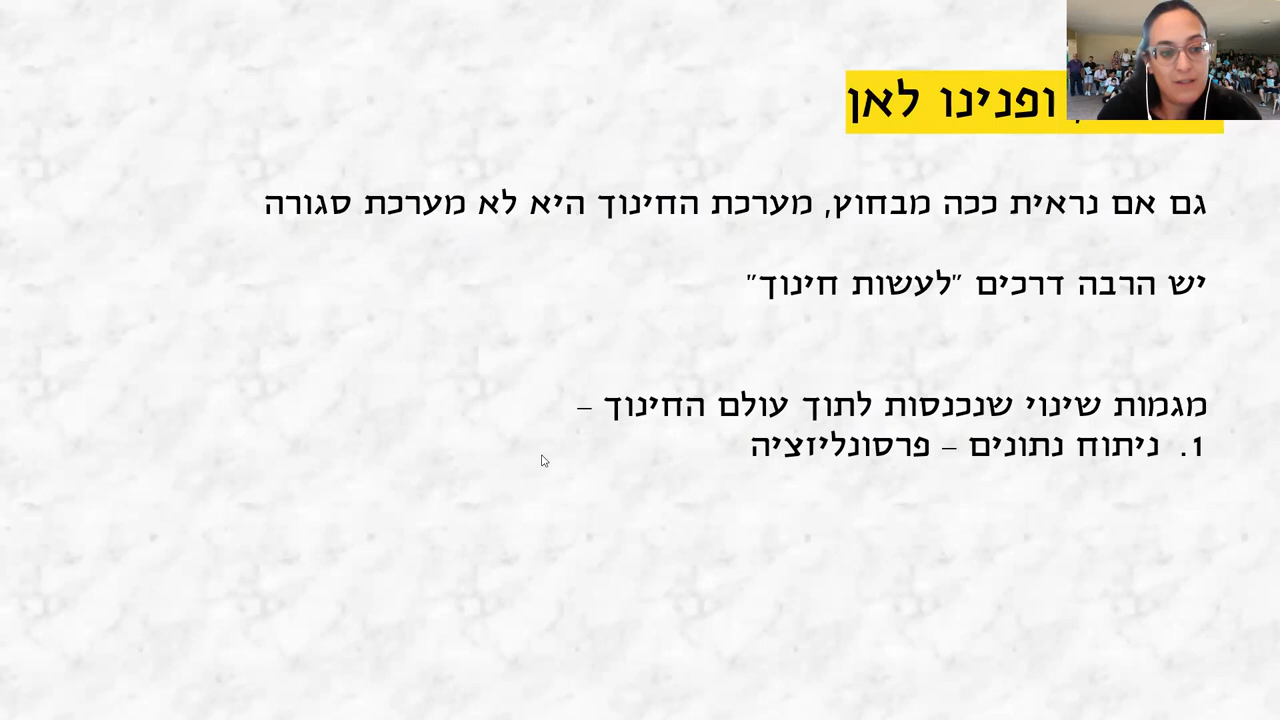 ופנינו לאן
גם אם נראית ככה מבחוץ, מערכת החינוך היא לא מערכת סגורה
יש הרבה דרכים "לעשות חינוך"
מגמות שינוי שנכנסות לתוך עולם החינוך –
1. ניתוח נתונים – פרסונליזציה